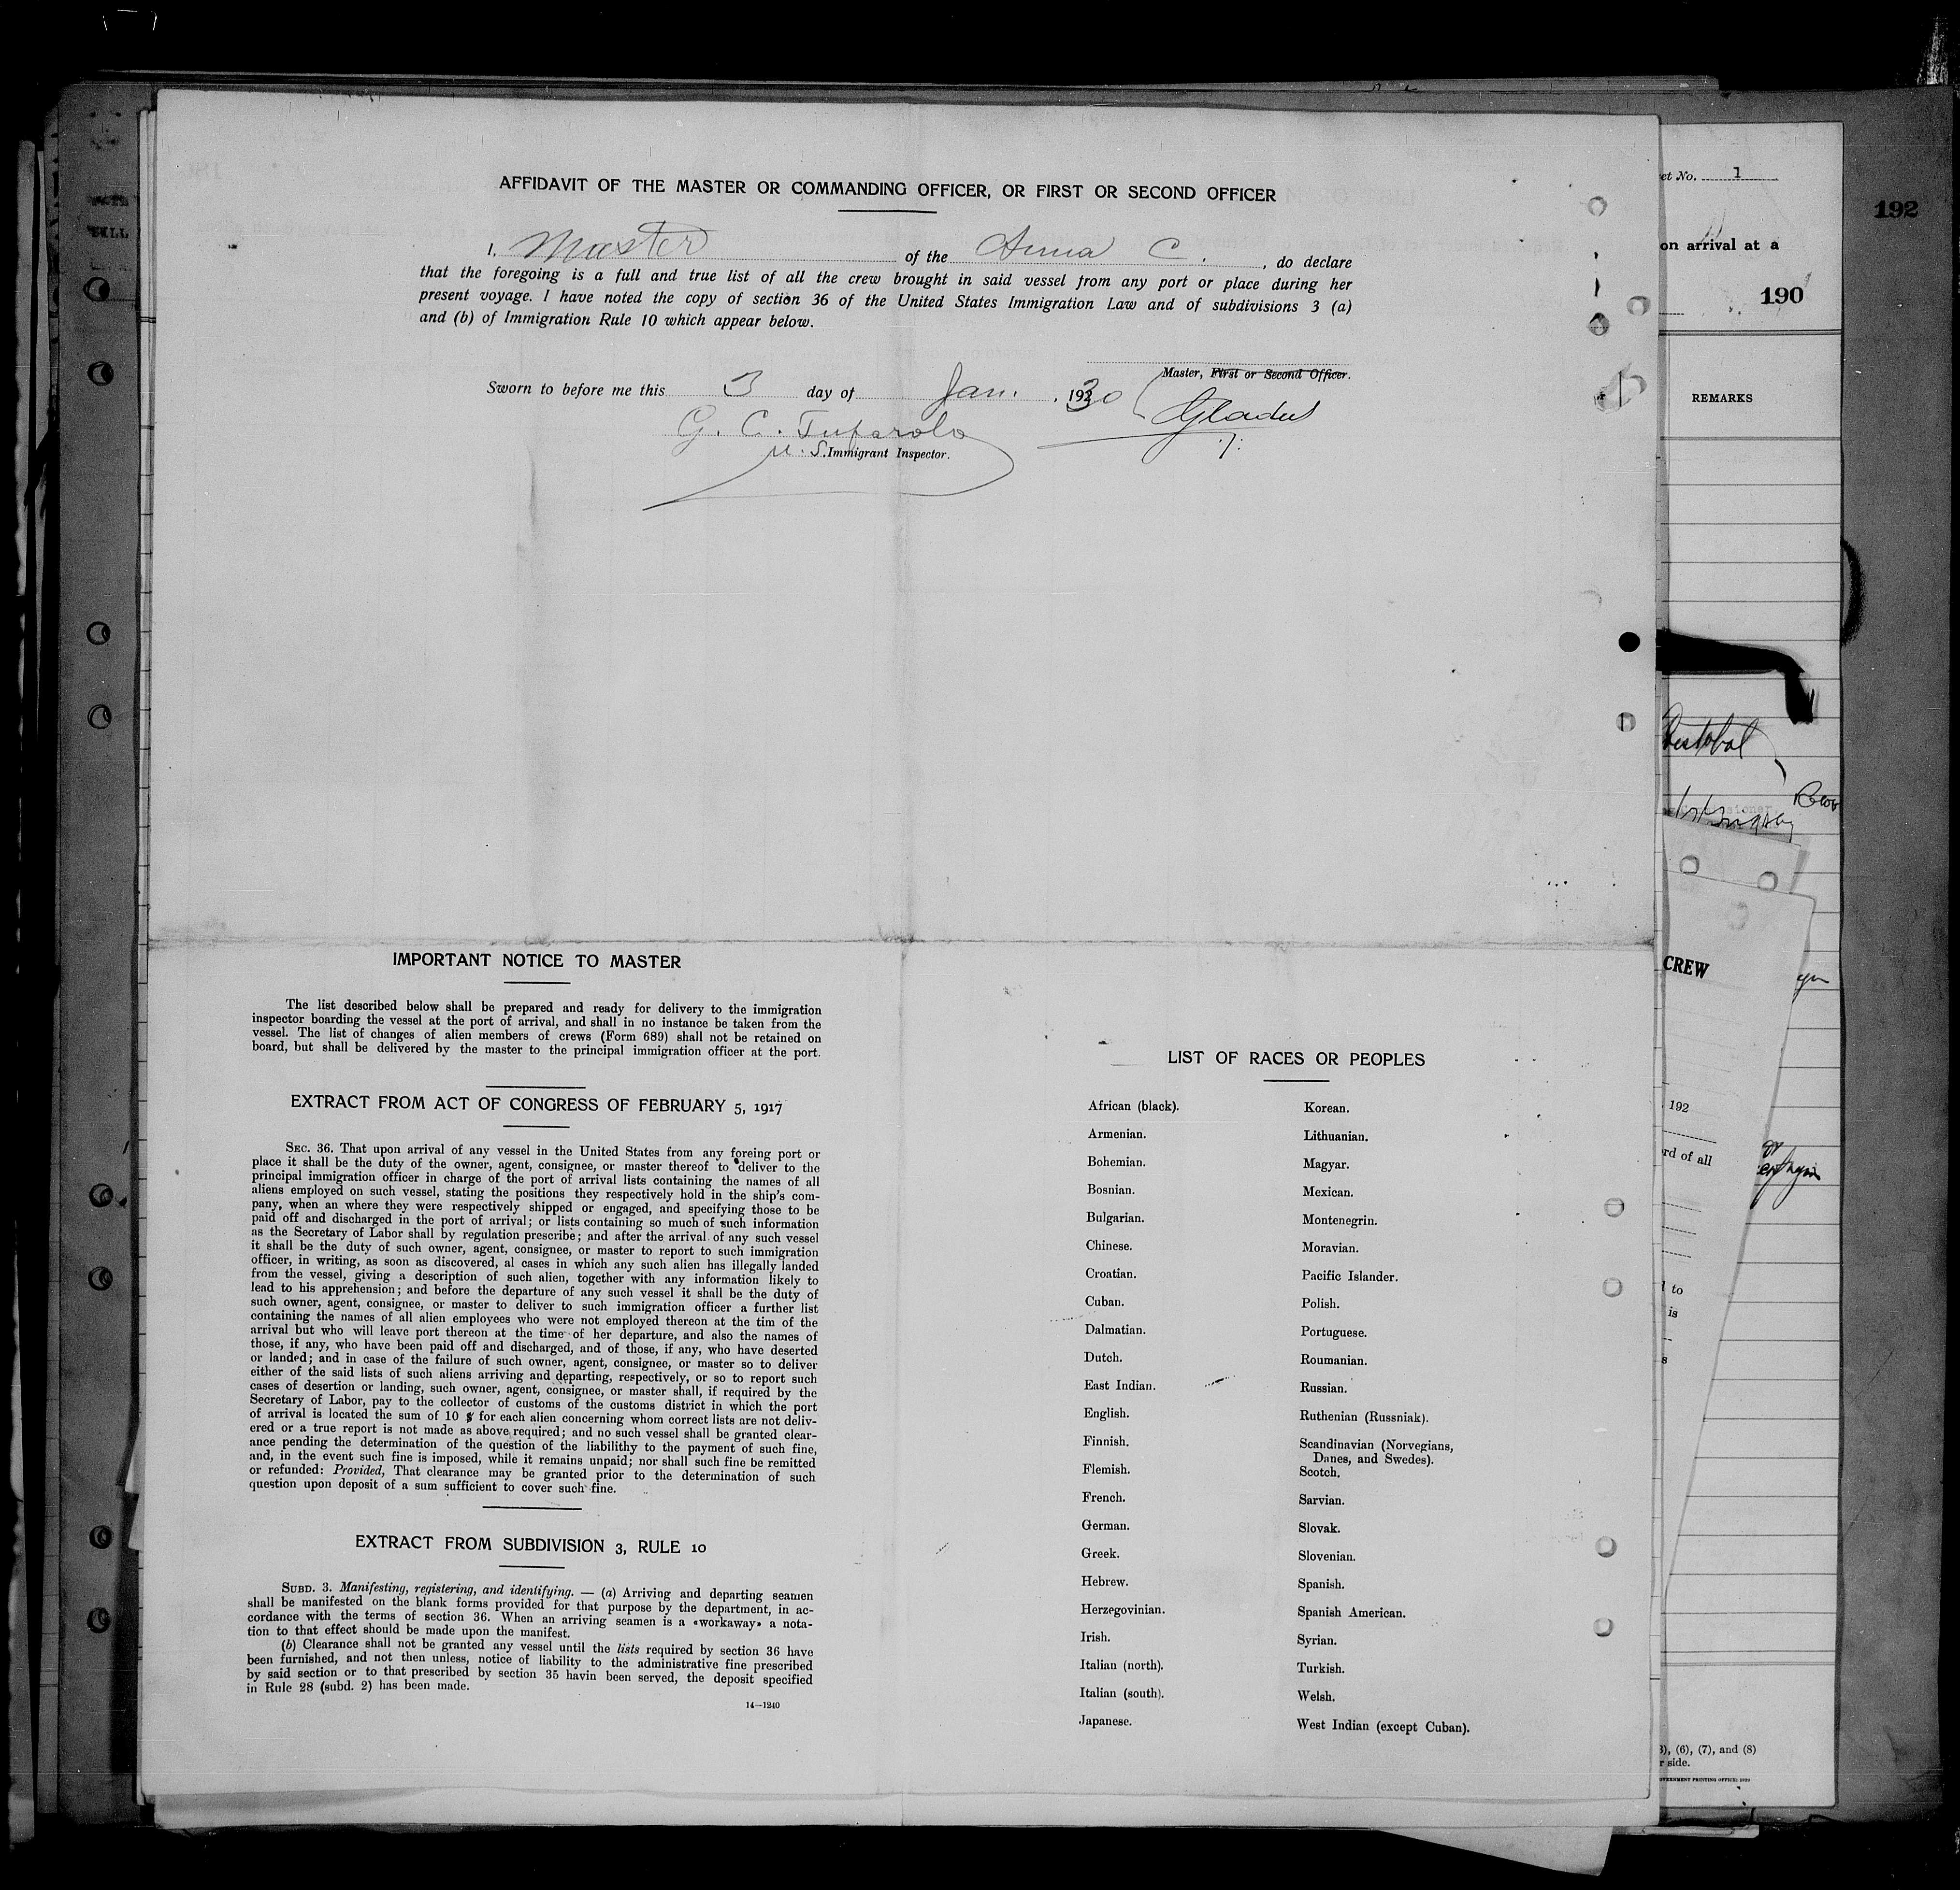 AFFIDAVIT OF THE MASTER OR COMMANDING OFFICER, OR FIRST OR SECOND OFFICER
I, Master of the Anna C. , do declare
that the foregoing is a full and true list of all the crew brought in said vessel from any port or place during her
present voyage. I have noted the copy of section 36 of the United States Immigration Law and of subdivisions 3 (a)
and (b) of Immigration Rule 10 which appear below.
Master, First or Second Officer.
Sworn to before me this 3 day of Jan. , 1930
G. C.
U. S. Immigrant Inspector.
IMPORTANT NOTICE TO MASTER
The list described below shall be prepared and ready for delivery to the immigration
inspector boarding the vessel at the port of arrival, and shall in no instance be taken from the
vessel. The list of changes of alien members of crews (Form 689) shall not be retained on
board, but shall be delivered by the master to the principal immigration officer at the port.
EXTRACT FROM ACT OF CONGRESS OF FEBRUARY 5, 1917
SEC. 36. That upon arrival of any vessel in the United States from any foreing port or
place it shall be the duty of the owner, agent, consignee, or master thereof to deliver to the
principal immigration officer in charge of the port of arrival lists containing the names of all
aliens employed on such vessel, stating the positions they respectively hold in the ship's com-
pany, when an where they were respectively shipped or engaged, and specifying those to be
paid off and discharged in the port of arrival; or lists containing so much of such information
as the Secretary of Labor shall by regulation prescribe; and after the arrival of any such vessel
it shall be the duty of such owner, agent, consignee, or master to report to such immigration
officer, in writing, as soon as discovered, al cases in which any such alien has illegally landed
from the vessel, giving a description of such alien, together with any information likely to
lead to his apprehension; and before the departure of any such vessel it shall be the duty of
such owner, agent, consignee, or master to deliver to such immigration officer a further list
containing the names of all alien employees who were not employed thereon at the tim of the
arrival but who will leave port thereon at the time of her departure, and also the names of
those, if any, who have been paid off and discharged, and of those, if any, who have deserted
or landed; and in case of the failure of such owner, agent, consignee, or master so to deliver
either of the said lists of such aliens arriving and departing, respectively, or so to report such
cases of desertion or landing, such owner, agent, consignee, or master shall, if required by the
Secretary of Labor, pay to the collector of customs of the customs district in which the port
of arrival is located the sum of 10 $ for each alien concerning whom correct lists are not deliv-
ered or a true report is not made as above required; and no such vessel shall be granted clear-
ance pending the determination of the question of the liabilithy to the payment of such fine,
and, in the event such fine is imposed, while it remains unpaid; nor shall such fine be remitted
or refunded: Provided, That clearance may be granted prior to the determination of such
question upon deposit of a sum sufficient to cover such fine.
EXTRACT FROM SUBDIVISION 3, RULE 10
SUBD. 3. Manifesting, registering, and identifying. — (a) Arriving and departing seamen
shall be manifested on the blank forms provided for that purpose by the department, in ac-
cordance with the terms of section 36. When an arriving seamen is a «workaway» a nota-
tion to that effect should be made upon the manifest.
(b) Clearance shall not be granted any vessel until the lists required by section 36 have
been furnished, and not then unless, notice of liability to the administrative fine prescribed
by said section or to that prescribed by section 35 havin been served, the deposit specified
in Rule 28 (subd. 2) has been made.
14—1240
LIST OF RACES OR PEOPLES
African (black).
Armenian.
Bohemian.
Bosnian.
Bulgarian.
Chinese.
Croatian.
Cuban.
Dalmatian.
Dutch.
East Indian.
English.
Finnish.
Flemish.
French.
German.
Greek.
Hebrew.
Herzegovinian.
Irish.
Italian (north).
Italian (south).
Japanese.
Korean.
Lithuanian.
Magyar.
Mexican.
Montenegrin.
Moravian.
Pacific Islander.
Polish.
Portuguese.
Roumanian.
Russian.
Ruthenian (Russniak).
Scandinavian (Norvegians,
Danes, and Swedes).
Scotch.
Sarvian.
Slovak.
Slovenian.
Spanish.
Spanish American.
Syrian.
Turkish.
Welsh.
West Indian (except Cuban).
et No. 1
192
on arrival at a
190
REMARKS
CREW
192
rd of all
to
is
s
), (6), (7), and (8)
r side.